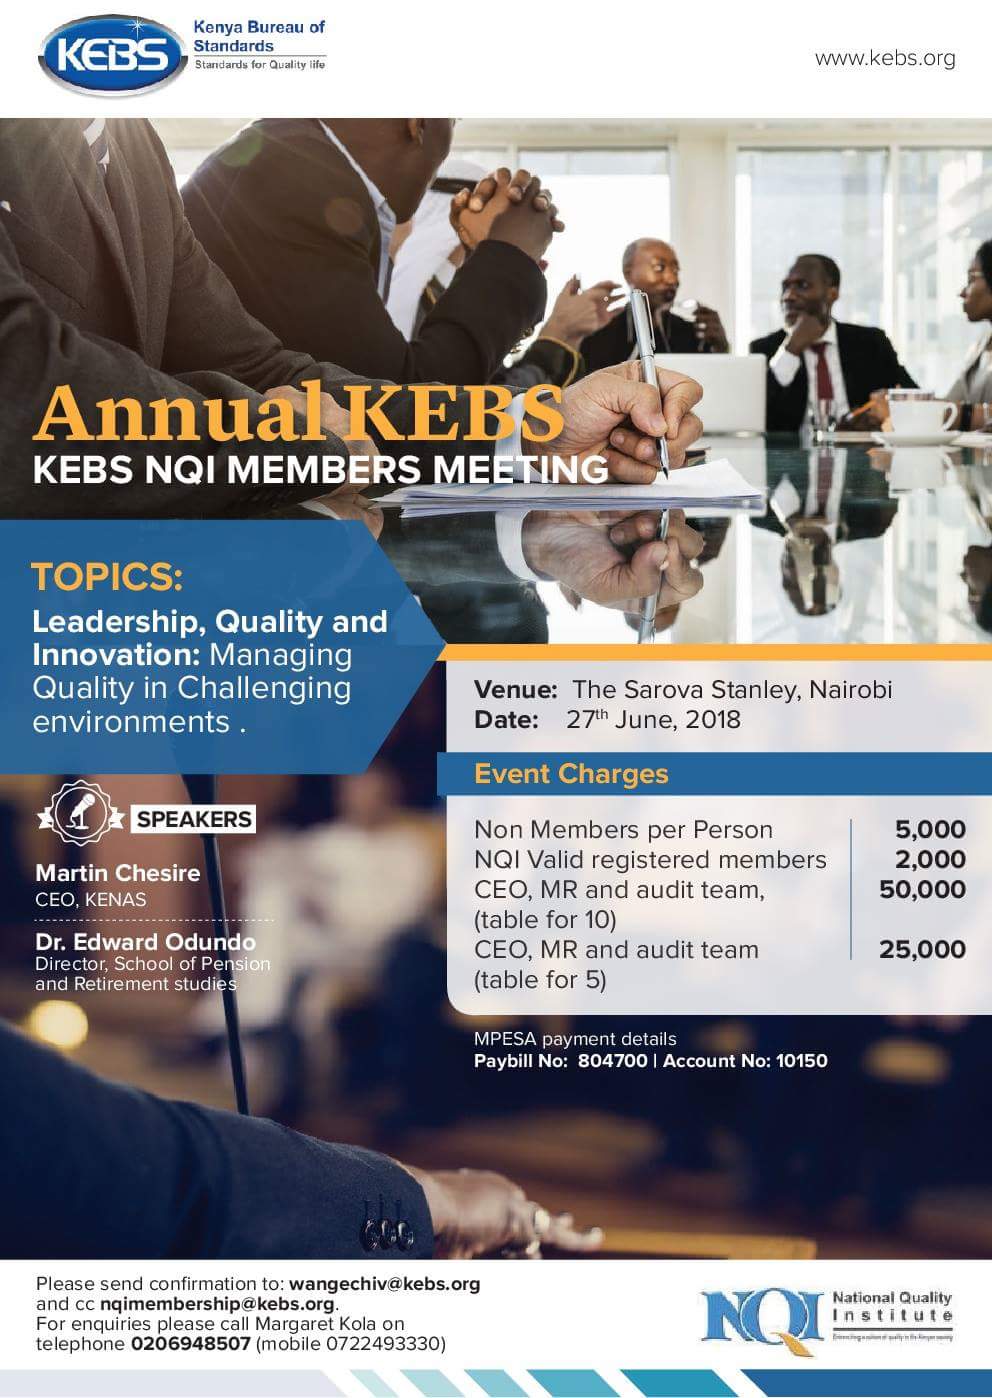 KEBS
Kenya Bureau of
Standards
Standards for Quality life
www.kebs.org
Annual KEBS
KEBS NQI MEMBERS MEETING
TOPICS:
Leadership, Quality and
Innovation: Managing
Quality in Challenging
environments .
SPEAKERS
Martin Chesire
CEO, KENAS
Dr. Edward Odundo
Director, School of Pension
and Retirement studies
Venue: The Sarova Stanley, Nairobi
Date: 27th June, 2018
Event Charges
Non Members per Person 5,000
NQI Valid registered members 2,000
CEO, MR and audit team, 50,000
(table for 10)
CEO, MR and audit team 25,000
(table for 5)
MPESA payment details
Paybill No: 804700 | Account No: 10150
Please send confirmation to: wangechiv@kebs.org
and cc nqimembership@kebs.org.
For enquiries please call Margaret Kola on
telephone 0206948507 (mobile 0722493330)
NQI
National Quality
Institute